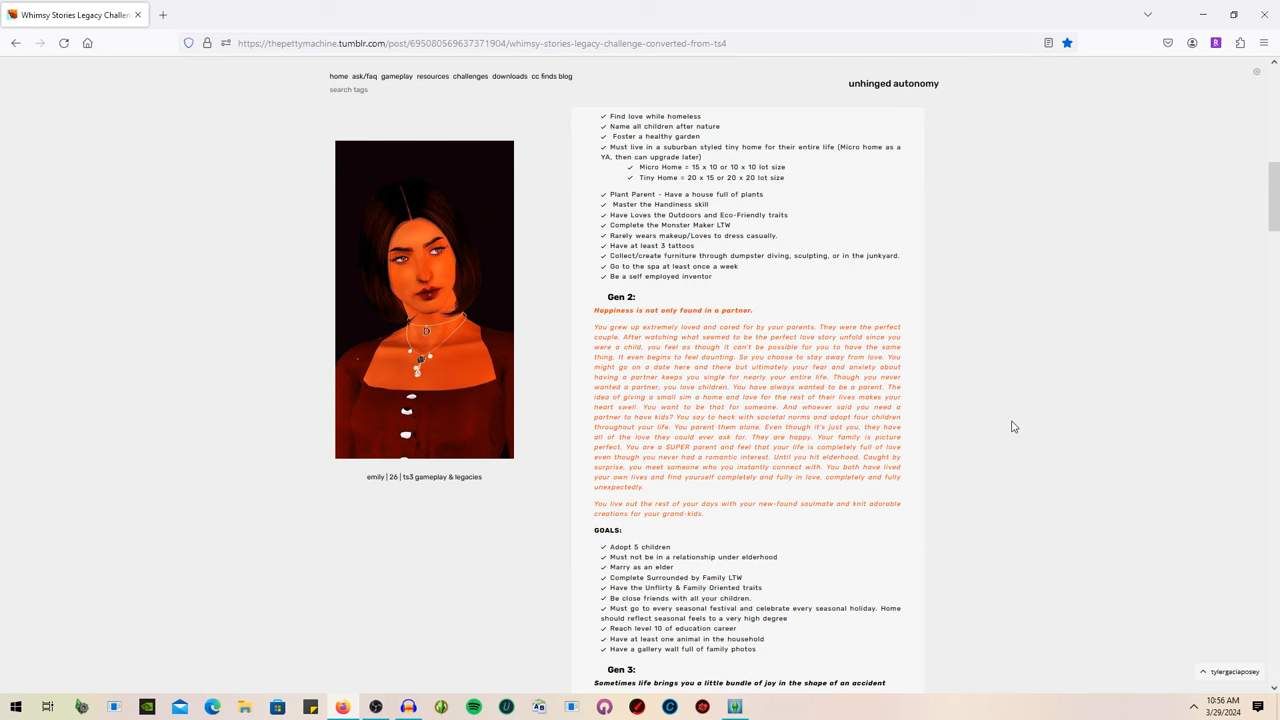 Whimsy Stories Legacy Challen
https://thepettymachine.tumblr.com/post/695080569637371904/whimsy-stories-legacy-challenge-converted-from-ts4
home ask/faq gameplay resources challenges downloads cc finds blog
search tags
unhinged autonomy
✓ Find love while homeless
✓ Name all children after nature
✓ Foster a healthy garden
✓ Must live in a suburban styled tiny home for their entire life (Micro home as a
YA, then can upgrade later)
✓ Micro Home = 15 x 10 or 10 x 10 lot size
✓ Tiny Home = 20 x 15 or 20 x 20 lot size
✓ Plant Parent - Have a house full of plants
✓ Master the Handiness skill
✓ Have Loves the Outdoors and Eco-Friendly traits
✓ Complete the Monster Maker LTW
✓ Rarely wears makeup/Loves to dress casually.
✓ Have at least 3 tattoos
✓ Collect/create furniture through dumpster diving, sculpting, or in the junkyard.
✓ Go to the spa at least once a week
✓ Be a self employed inventor
Gen 2:
Happiness is not only found in a partner.
You grew up extremely loved and cared for by your parents. They were the perfect
couple. After watching what seemed to be the perfect love story unfold since you
were a child, you feel as though it can't be possible for you to have the same
thing. It even begins to feel daunting. So you choose to stay away from love. You
might go on a date here and there but ultimately your fear and anxiety about
having a partner keeps you single for nearly your entire life. Though you never
wanted a partner, you love children. You have always wanted to be a parent. The
idea of giving a small sim a home and love for the rest of their lives makes your
heart swell. You want to be that for someone. And whoever said you need a
partner to have kids? You say to heck with societal norms and adopt four children
throughout your life. You parent them alone. Even though it's just you, they have
all of the love they could ever ask for. They are happy. Your family is picture
perfect. You are a SUPER parent and feel that your life is completely full of love
even though you never had a romantic interest. Until you hit elderhood. Caught by
surprise, you meet someone who you instantly connect with. You both have lived
your own lives and find yourself completely and fully in love, completely and fully
unexpectedly.
You live out the rest of your days with your new-found soulmate and knit adorable
creations for your grand-kids.
GOALS:
✓ Adopt 5 children
✓ Must not be in a relationship under elderhood
✓ Marry as an elder
✓ Complete Surrounded by Family LTW
✓ Have the Unflirty & Family Oriented traits
✓ Be close friends with all your children.
✓ Must go to every seasonal festival and celebrate every seasonal holiday. Home
should reflect seasonal feels to a very high degree
✓ Reach level 10 of education career
✓ Have at least one animal in the household
✓ Have a gallery wall full of family photos
Gen 3:
Sometimes life brings you a little bundle of joy in the shape of an accident
D
emily | 26 | ts3 gameplay & legacies
tylergaciaposey
10:56 AM
3/29/2024